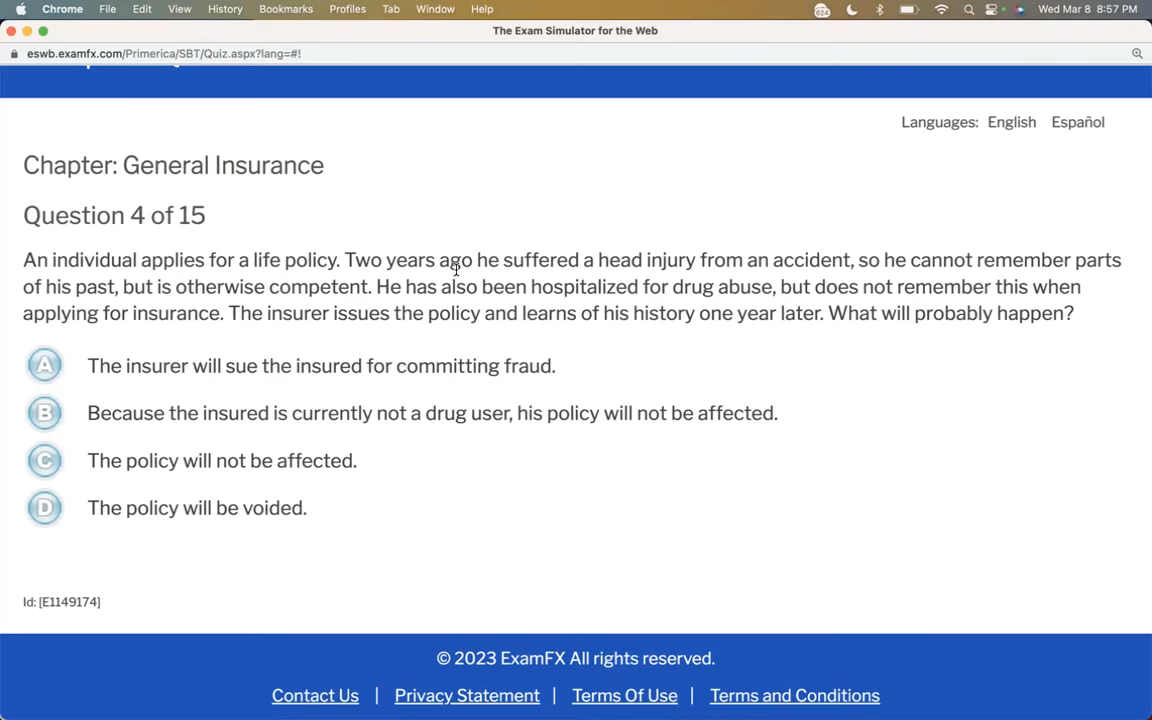 Chrome File Edit View History Bookmarks Profiles Tab Window Help 624 Wed Mar 8 8:57 PM
The Exam Simulator for the Web
eswb.examfx.com/Primerica/SBT/Quiz.aspx?lang=#!
Languages: English Español
Chapter: General Insurance
Question 4 of 15
An individual applies for a life policy. Two years ago he suffered a head injury from an accident, so he cannot remember parts
of his past, but is otherwise competent. He has also been hospitalized for drug abuse, but does not remember this when
applying for insurance. The insurer issues the policy and learns of his history one year later. What will probably happen?
A The insurer will sue the insured for committing fraud.
B Because the insured is currently not a drug user, his policy will not be affected.
C The policy will not be affected.
D The policy will be voided.
Id: [E1149174]
© 2023 ExamFX All rights reserved.
Contact Us | Privacy Statement | Terms Of Use | Terms and Conditions